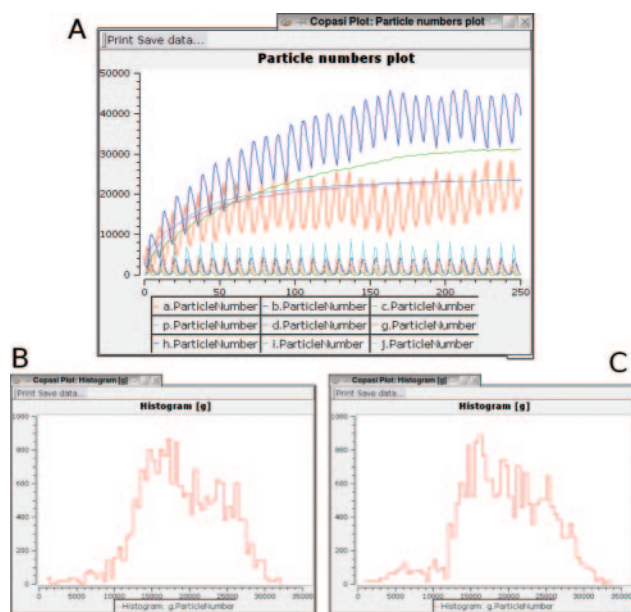 A
Copasi Plot: Particle numbers plot
Print Save data...
Particle numbers plot
50000
40000
30000
20000
10000
0
0 50 100 150 200 250
a.ParticleNumber b.ParticleNumber c.ParticleNumber
p.ParticleNumber d.ParticleNumber g.ParticleNumber
h.ParticleNumber i.ParticleNumber j.ParticleNumber
B
Copasi Plot: Histogram [g]
Print Save data...
Histogram [g]
1000
800
600
400
200
0
0 5000 10000 15000 20000 25000 30000 35000
Histogram: g.ParticleNumber
C
Copasi Plot: Histogram [g]
Print Save data...
Histogram [g]
1000
800
600
400
200
0
0 5000 10000 15000 20000 25000 30000 35000
Histogram: g.ParticleNumber